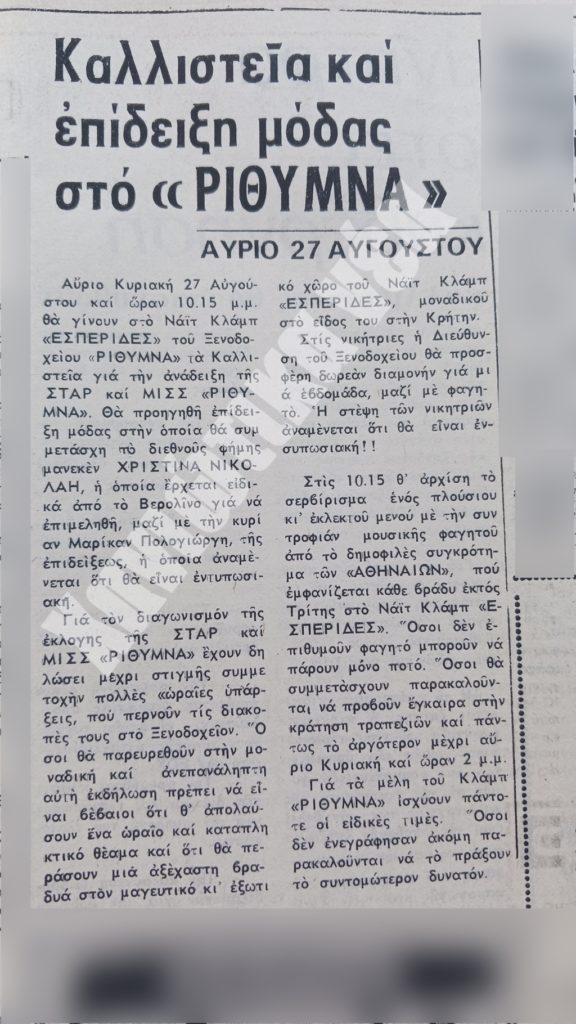 Καλλιστεῖα καί
ἐπίδειξη μόδας
στό « ΡΙΘΥΜΝΑ »
ΑΥΡΙΟ 27 ΑΥΓΟΥΣΤΟΥ
Αὔριο Κυριακή 27 Αὐγού-
στου καί ὥραν 10.15 μ.μ.
θά γίνουν στό Νάϊτ Κλάμπ
«ΕΣΠΕΡΙΔΕΣ» τοῦ Ξενοδο-
χείου «ΡΙΘΥΜΝΑ» τά Καλλι-
στεία γιά τήν ἀνάδειξη τῆς
ΣΤΑΡ καί ΜΙΣΣ «ΡΙΘΥ-
ΜΝΑ». Θά προηγηθῆ ἐπίδει-
ξη μόδας στήν ὁποία θά συμ
μετάσχη τό διεθνοῦς φήμης
μανεκέν ΧΡΙΣΤΙΝΑ ΝΙΚΟ-
ΛΑΗ, ἡ ὁποία ἔρχεται εἰδι-
κά ἀπό τό Βερολῖνο γιά νά
ἐπιμεληθῆ, μαζί μέ τήν κυρί
αν Μαρίκαν Πολογιώργη, τῆς
ἐπιδείξεως, ἡ ὁποία ἀναμέ-
νεται ὅτι θά εἶναι ἐντυπωσι-
ακή.
Γιά τόν διαγωνισμόν τῆς
ἐκλογῆς τῆς ΣΤΑΡ καί
ΜΙΣΣ «ΡΙΘΥΜΝΑ» ἔχουν δη
λώσει μέχρι στιγμῆς συμμε
τοχήν πολλές «ὡραῖες ὑπάρ-
ξεις, πού περνοῦν τίς διακο-
πές τους στό Ξενοδοχεῖον. Ὅ
σοι θά παρευρεθοῦν στήν μο-
ναδική καί ἀνεπανάληπτη
αὐτή ἐκδήλωση πρέπει νά εἶ-
ναι βέβαιοι ὅτι θ' ἀπολαύ-
σουν ἕνα ὡραῖο καί καταπλη
κτικό θέαμα καί ὅτι θά πε-
ράσουν μιά ἀξέχαστη βρα-
δυά στόν μαγευτικό κι' ἐξωτι
κό χῶρο τοῦ Νάϊτ Κλάμπ
«ΕΣΠΕΡΙΔΕΣ», μοναδικοῦ
στό εἶδος του στήν Κρήτην.
Στίς νικήτριες ἡ Διεύθυν-
ση τοῦ Ξενοδοχείου θά προσ-
φέρη δωρεάν διαμονήν γιά μι
ά ἑβδομάδα, μαζί μέ φαγη-
τό. Ἡ στέψη τῶν νικητριῶν
ἀναμένεται ὅτι θά εἶναι ἐν-
συπωσιακή!!
Στίς 10.15 θ' ἀρχίση τό
σερβίρισμα ἑνός πλούσιου
κι' ἐκλεκτοῦ μενοῦ μέ τήν συν
τροφιάν μουσικῆς φαγητοῦ
ἀπό τό δημοφιλές συγκρότη-
μα τῶν «ΑΘΗΝΑΙΩΝ», πού
ἐμφανίζεται κάθε βράδυ ἐκτός
Τρίτης στό Νάϊτ Κλάμπ «Ε-
ΣΠΕΡΙΔΕΣ». Ὅσοι δέν ἐ-
πιθυμοῦν φαγητό μποροῦν νά
πάρουν μόνο ποτό. Ὅσοι θά
συμμετάσχουν παρακαλοῦν-
ται νά προβοῦν ἔγκαιρα στήν
κράτηση τραπεζιῶν καί πάν-
τως τό ἀργότερον μέχρι αὔ-
ριο Κυριακή καί ὥραν 2 μ.μ.
Γιά τά μέλη τοῦ Κλάμπ
«ΡΙΘΥΜΝΑ» ἰσχύουν πάντο-
τε οἱ εἰδικές τιμές. Ὅσοι
δέν ἐνεγράφησαν ἀκόμη πα-
ρακαλοῦνται νά τό πράξουν
τό συντομώτερον δυνατόν.